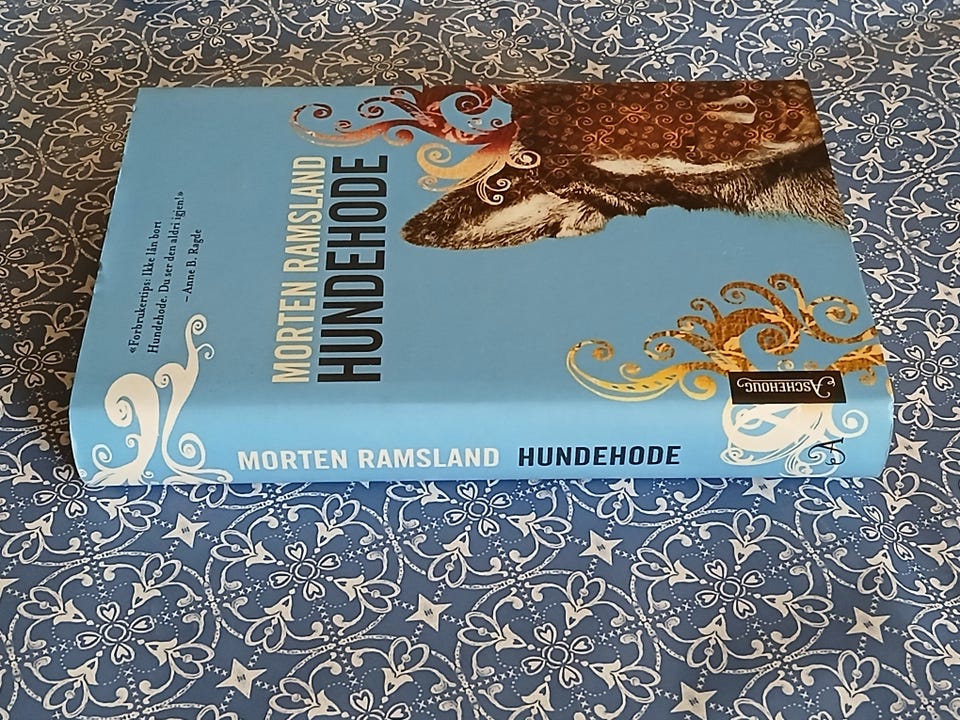 «Forbrukertips: Ikke lån bort
Hundehode. Du ser den aldri igjen!»
– Anne B. Ragde
MORTEN RAMSLAND
HUNDEHODE
ASCHEHOUG
MORTEN RAMSLAND HUNDEHODE
A